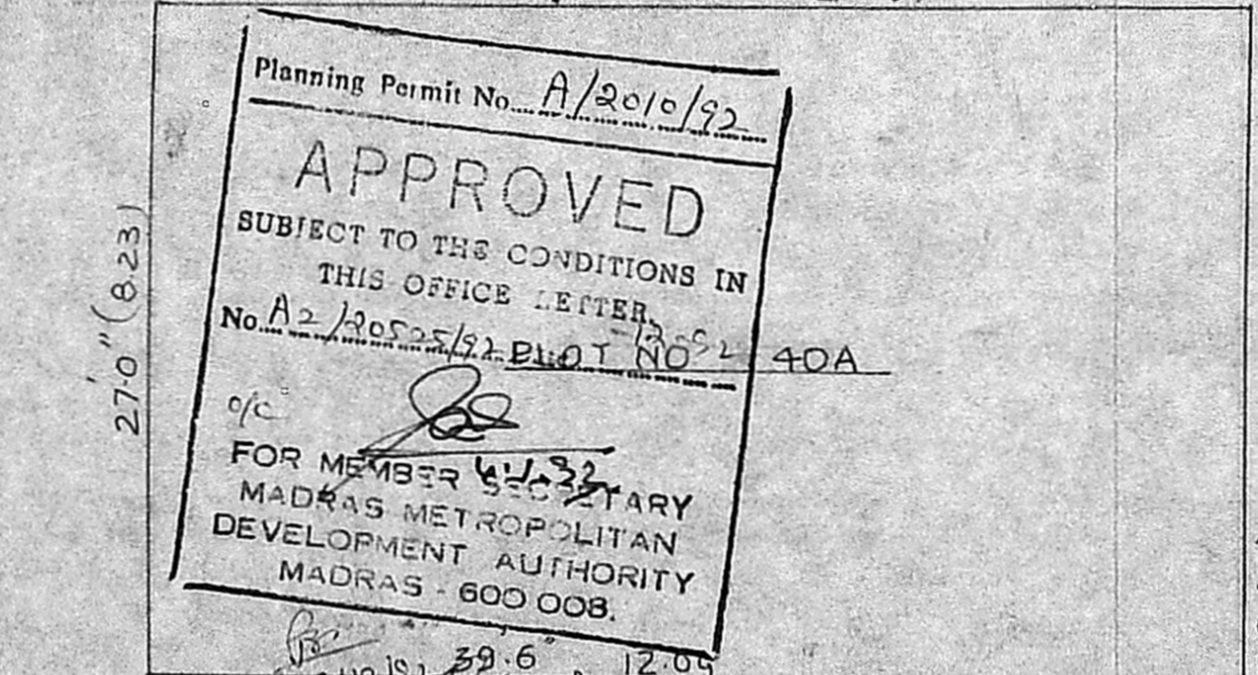 Planning Permit No.... A/2010/92
APPROVED
SUBJECT TO THE CONDITIONS IN
THIS OFFICE LETTER.
No.... A2/20525/92 PLOT NO 40A
27'.0" (8.23)
o/c
FOR MEMBER SECRETARY
MADRAS METROPOLITAN
DEVELOPMENT AUTHORITY
MADRAS - 600 008.
39.6" 12.04